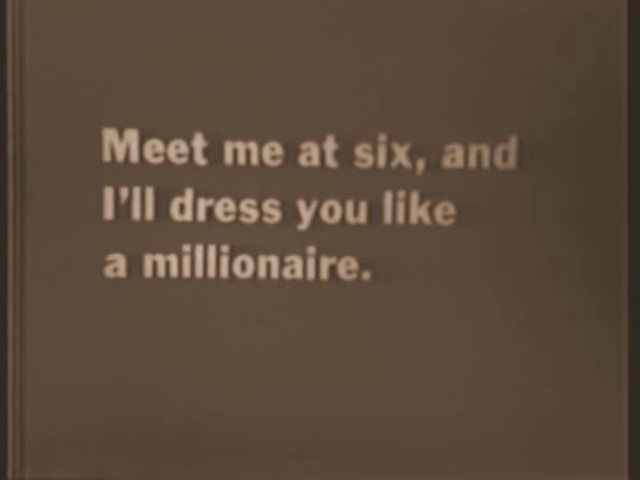 Meet me at six, and
I'll dress you like
a millionaire.